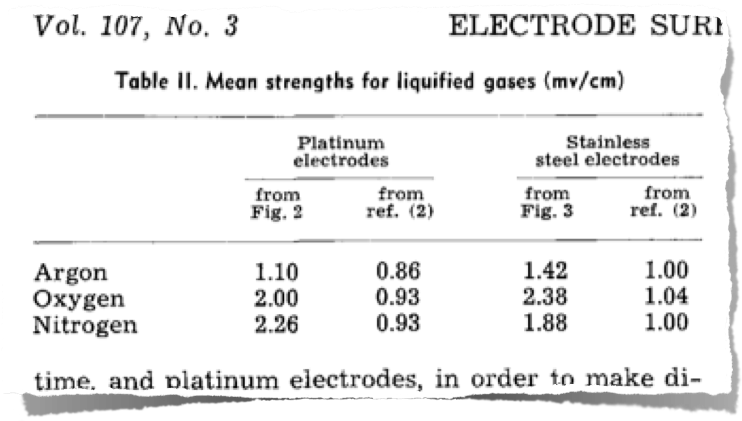 Vol. 107, No. 3 ELECTRODE
Table II. Mean strengths for liquified gases (mv/cm)
Platinum Stainless
electrodes steel electrodes
from from from from
Fig. 2 ref. (2) Fig. 3 ref. (2)
Argon 1.10 0.86 1.42 1.00
Oxygen 2.00 0.93 2.38 1.04
Nitrogen 2.26 0.93 1.88 1.00
time, and platinum electrodes, in order to make di-